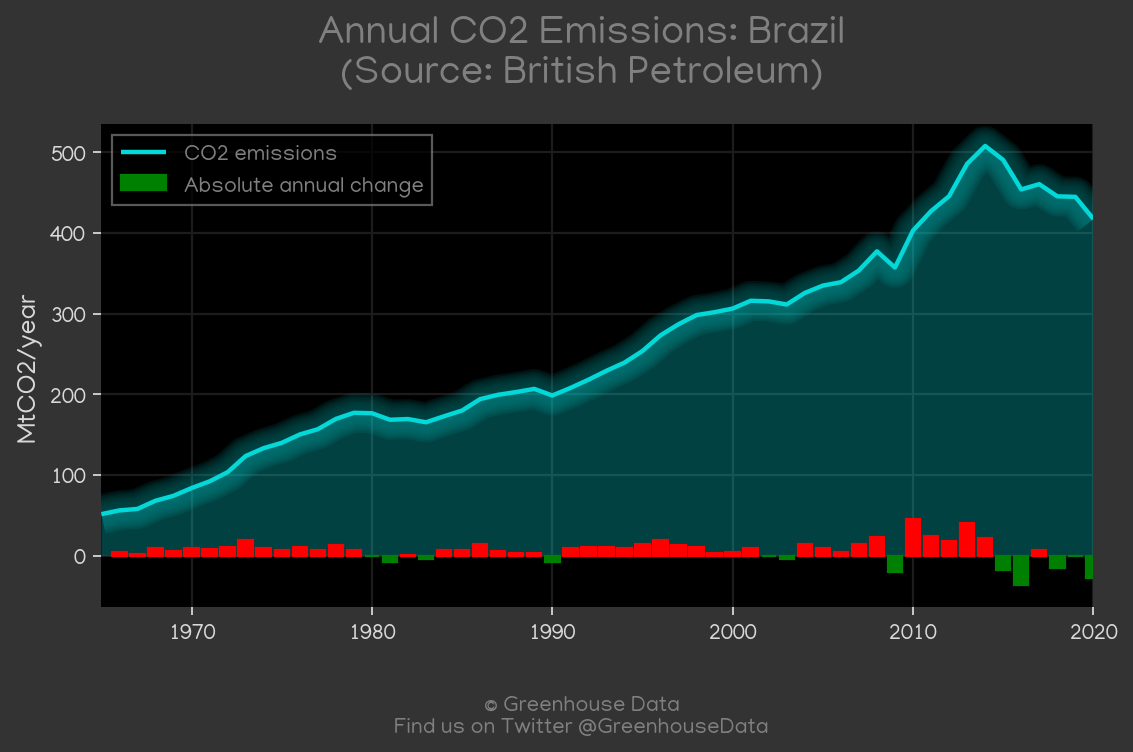 Annual CO2 Emissions: Brazil
(Source: British Petroleum)
CO2 emissions
Absolute annual change
MtCO2/year
500
400
300
200
100
0
1970
1980
1990
2000
2010
2020
© Greenhouse Data
Find us on Twitter @GreenhouseData